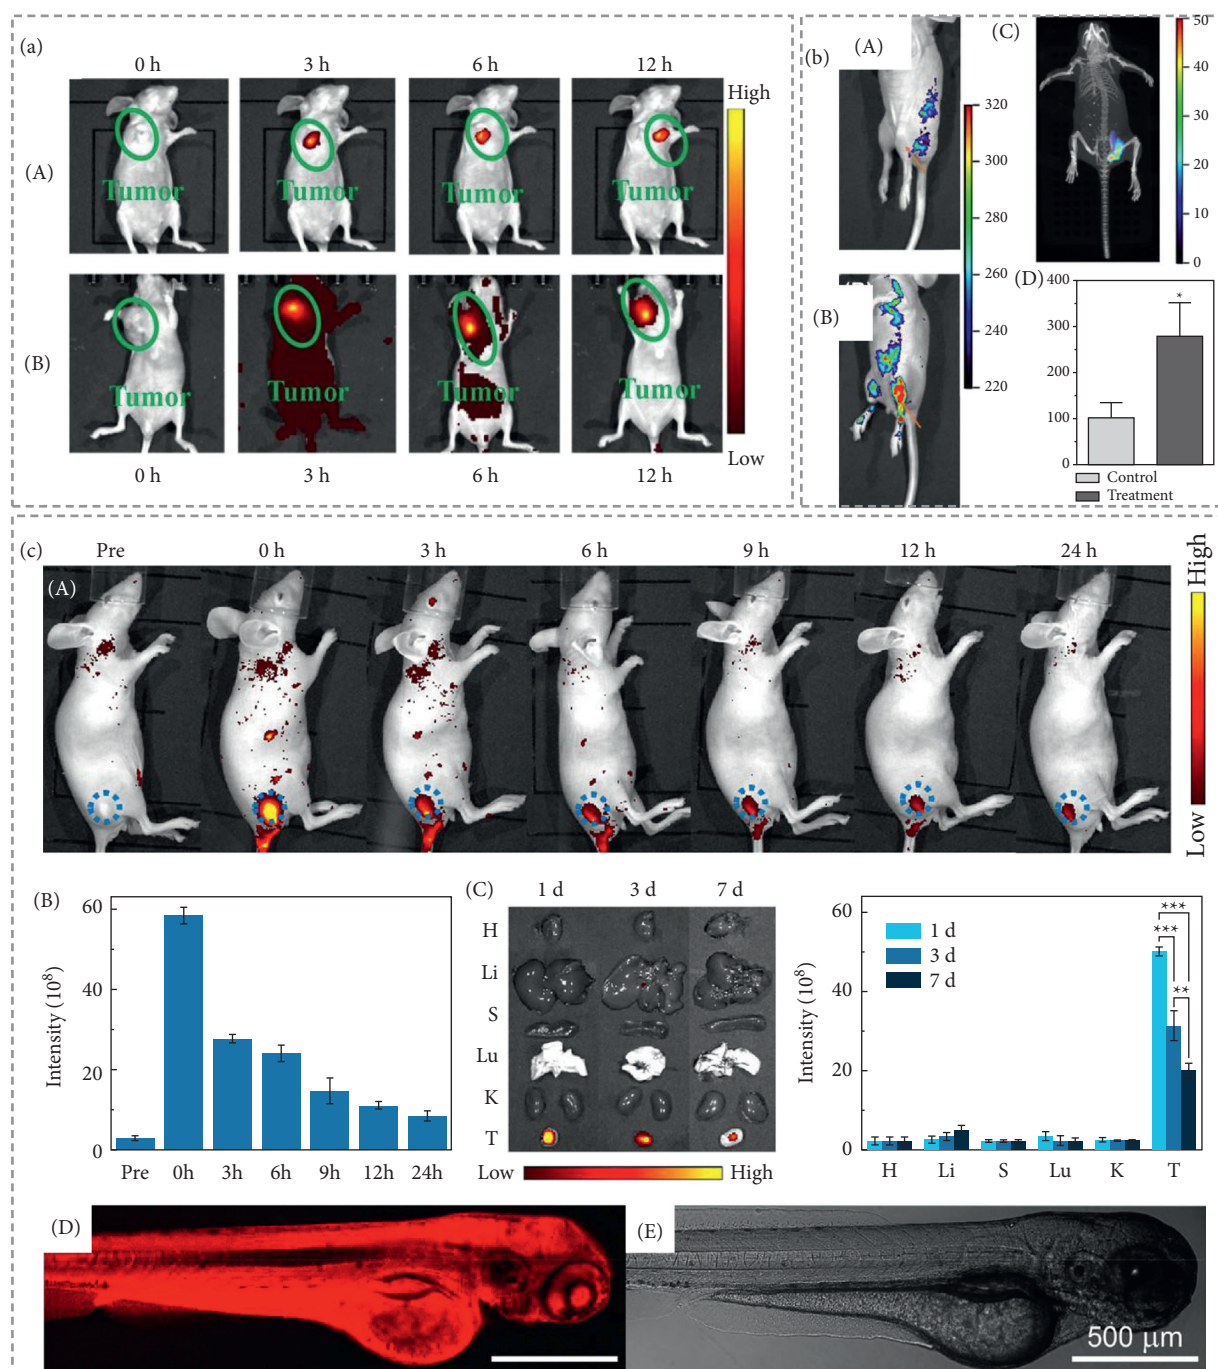 (a)
0 h 3 h 6 h 12 h
High
(A)
Tumor Tumor Tumor Tumor
(B)
Tumor Tumor Tumor Tumor
Low
0 h 3 h 6 h 12 h
(b)
(A)
320
300
280
260
240
220
(B)
(C)
50
40
30
20
10
0
(D)
400
350
300
200
100
0
*
Control
Treatment
(c)
Pre 0 h 3 h 6 h 9 h 12 h 24 h
(A)
High
Low
(B)
Intensity (10⁸)
60
40
20
0
Pre 0h 3h 6h 9h 12h 24h
(C)
1 d 3 d 7 d
H
Li
S
Lu
K
T
Low High
Intensity (10⁸)
60
40
20
0
1 d
3 d
7 d
***
***
**
H Li S Lu K T
(D)
(E)
500 μm